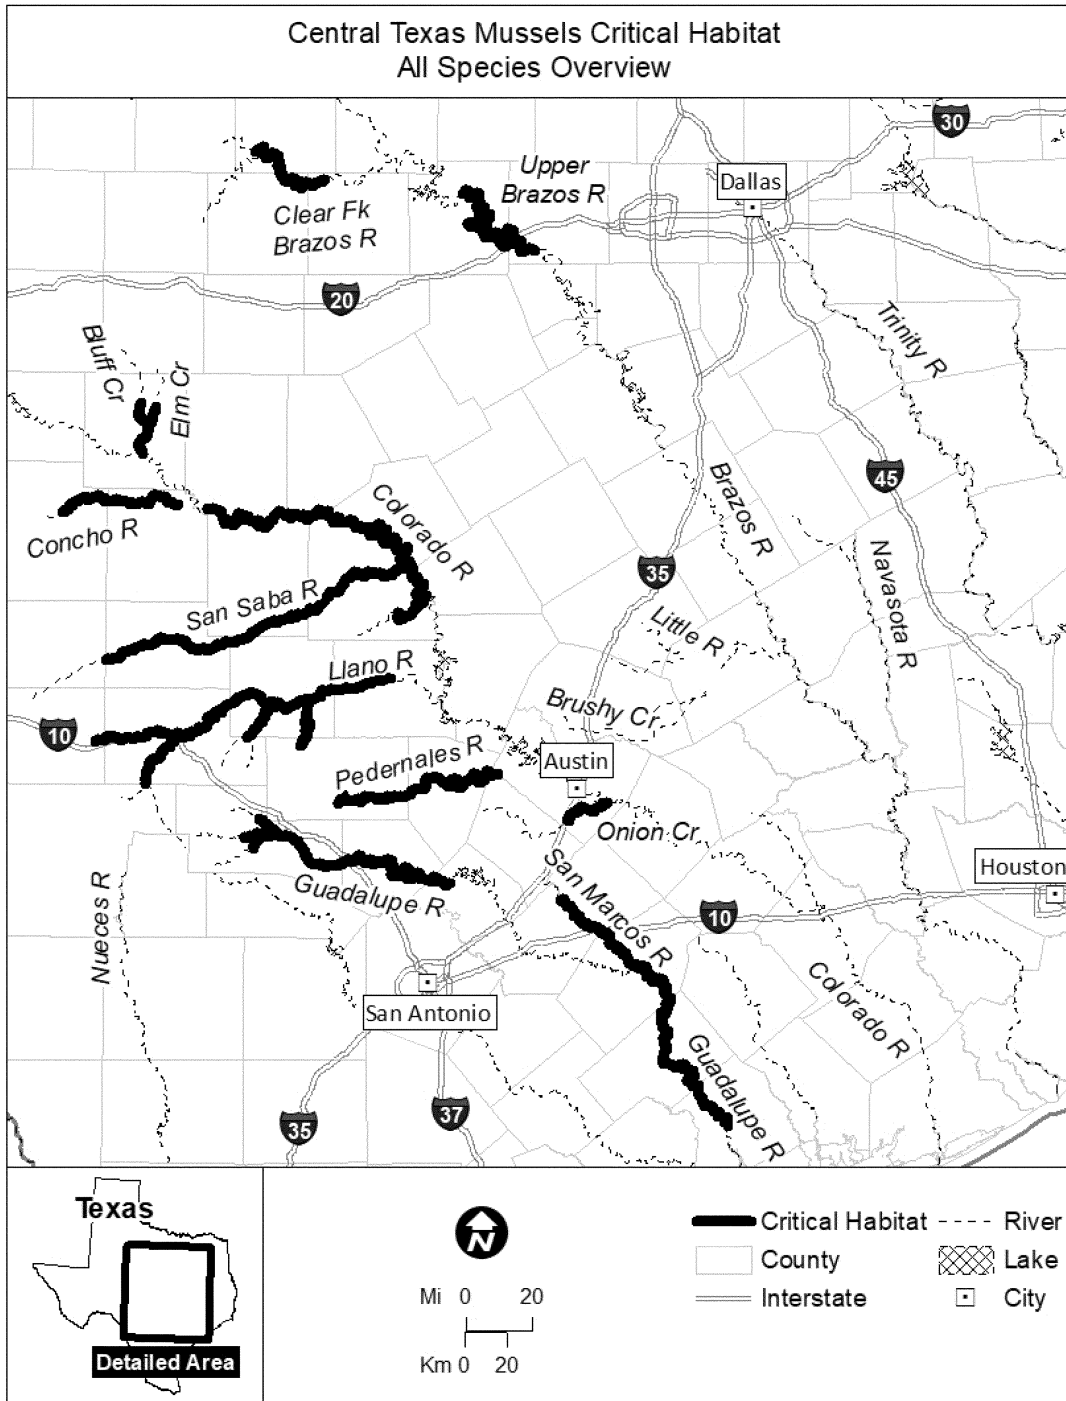 Central Texas Mussels Critical Habitat
All Species Overview
30
Upper
Brazos R
Dallas
Clear Fk
Brazos R
20
Trinity R
Bluff Cr
Elm Cr
45
Brazos R
Colorado R
Concho R
Navasota R
35
San Saba R
Little R
Llano R
Brushy Cr
10
Austin
Pedernales R
Onion Cr
San Marcos R
Houston
Guadalupe R
10
Nueces R
Colorado R
San Antonio
Guadalupe R
35
37
Texas
Detailed Area
N
Mi 0 20
Km 0 20
Critical Habitat
River
County
Lake
Interstate
City